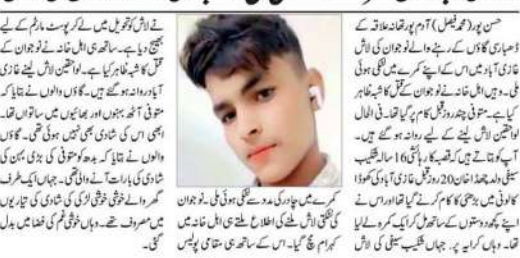 حسن پور (محمد فیصل) آدم پور تھانہ علاقہ کے
ڈھبارسی گاؤں کے رہنے والے نوجوان کی لاش
غازی آباد میں اس کے اپنے کمرے میں لٹکی ہوئی
ملی۔ وہیں اہل خانہ نے نوجوان کے قتل کا شبہ ظاہر
کیا ہے۔ متوفی چند روز قبل کام پر گیا تھا۔ فی الحال
لواحقین لاش لینے کے لیے روانہ ہو گئے ہیں۔
آپ کو بتاتے ہیں کہ قصبہ کا رہائشی 16 سالہ شکیب
سیفی ولد چھڈا خان 20 روز قبل غازی آباد کی کھوڑا
کالونی میں بڑھئی کا کام کرنے گیا تھا اور اس نے
اپنے کچھ دوستوں کے ساتھ مل کر ایک کمرہ لے لیا
تھا۔ وہاں کرایہ پر۔ جہاں شکیب سیفی کی لاش
کمرے میں چادر کی مدد سے لٹکی ہوئی ملی۔ نوجوان
کی لٹکتی لاش ملنے کی اطلاع ملتے ہی اہل خانہ میں
کہرام مچ گیا۔ اس کے ساتھ ہی مقامی پولیس
نے لاش کو تحویل میں لے کر پوسٹ مارٹم کے لیے
بھیج دیا ہے۔ ساتھ ہی اہل خانہ نے نوجوان کے
قتل کا شبہ ظاہر کیا ہے۔ لواحقین لاش لینے غازی
آباد روانہ ہو گئے ہیں۔ گاؤں والوں نے بتایا کہ
متوفی آٹھ بہنوں اور بھائیوں میں ساتواں تھا۔
ابھی اس کی شادی بھی نہیں ہوئی تھی۔ گاؤں
والوں نے بتایا کہ بدھ کو متوفی کی بڑی بہن کی
شادی کی بارات آنے والی تھی۔ جہاں ایک طرف
گھر والے خوشی خوشی لڑکی کی شادی کی تیاریوں
میں مصروف تھے۔ وہاں خوشی غم کی فضا میں بدل
گئی۔